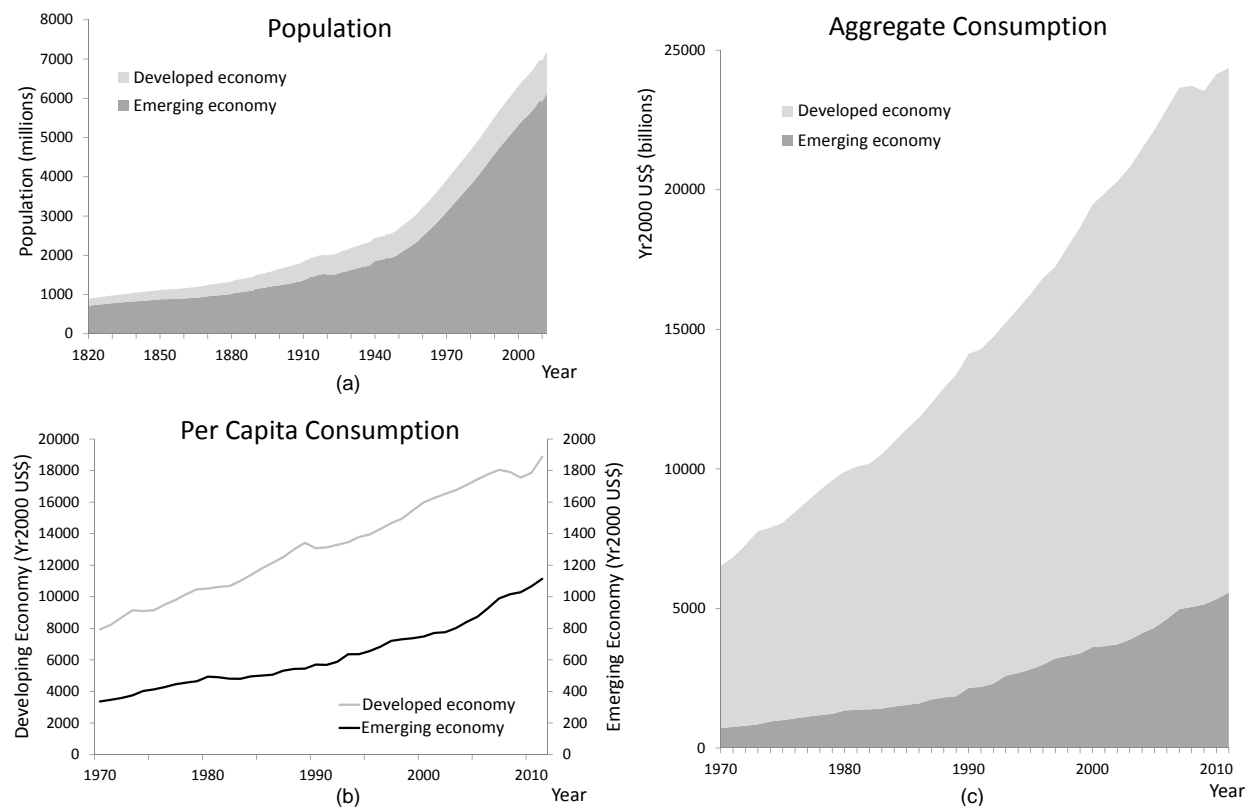 Population
Population (millions)
8000
7000
6000
5000
4000
3000
2000
1000
0
Developed economy
Emerging economy
1820 1850 1880 1910 1940 1970 2000
Year
(a)
Per Capita Consumption
Developing Economy (Yr2000 US$)
20000
18000
16000
14000
12000
10000
8000
6000
4000
2000
0
2000
1800
1600
1400
1200
1000
800
600
400
200
0
Emerging Economy (Yr2000 US$)
Developed economy
Emerging economy
1970 1980 1990 2000 2010
Year
(b)
Aggregate Consumption
Yr2000 US$ (billions)
25000
20000
15000
10000
5000
0
Developed economy
Emerging economy
1970 1980 1990 2000 2010
Year
(c)